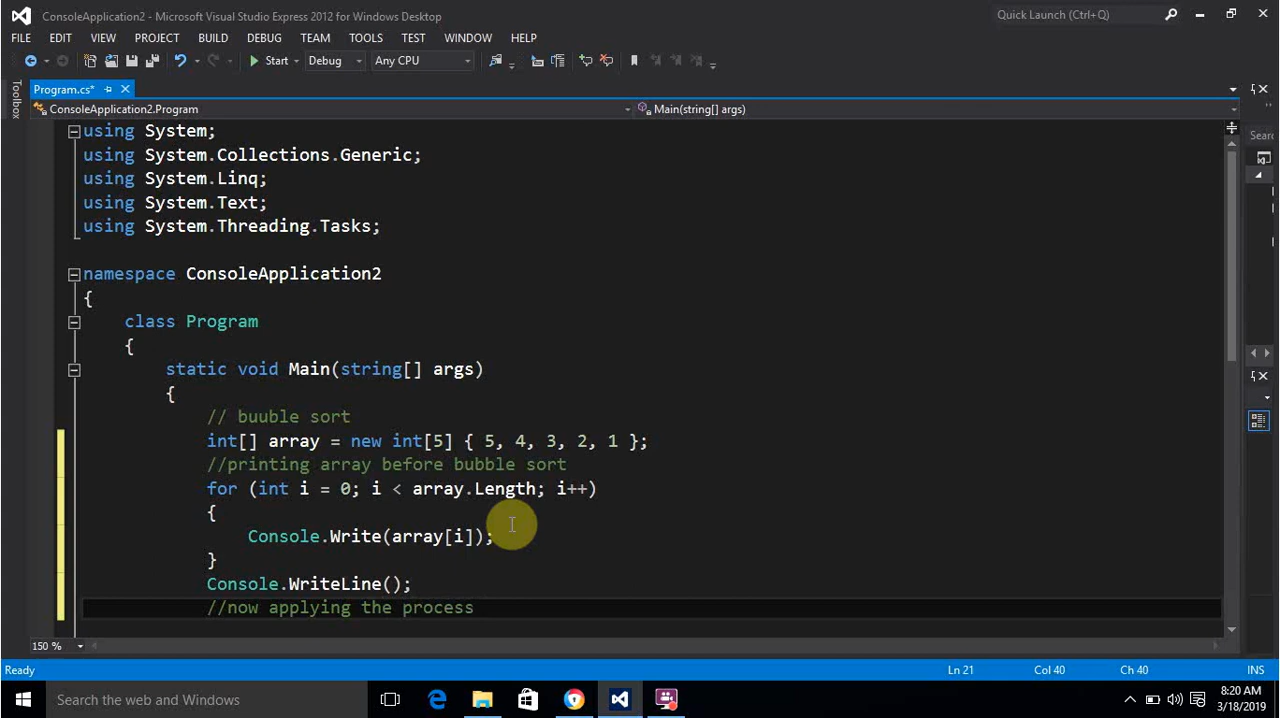 ConsoleApplication2 - Microsoft Visual Studio Express 2012 for Windows Desktop
Quick Launch (Ctrl+Q)
FILE EDIT VIEW PROJECT BUILD DEBUG TEAM TOOLS TEST WINDOW HELP
Start Debug Any CPU
Toolbox
Program.cs*
ConsoleApplication2.Program Main(string[] args)
using System;
using System.Collections.Generic;
using System.Linq;
using System.Text;
using System.Threading.Tasks;
namespace ConsoleApplication2
{
class Program
{
static void Main(string[] args)
{
// buuble sort
int[] array = new int[5] { 5, 4, 3, 2, 1 };
//printing array before bubble sort
for (int i = 0; i < array.Length; i++)
{
Console.Write(array[i]);
}
Console.WriteLine();
//now applying the process
Sear
150 %
Ready Ln 21 Col 40 Ch 40 INS
Search the web and Windows
8:20 AM
3/18/2019